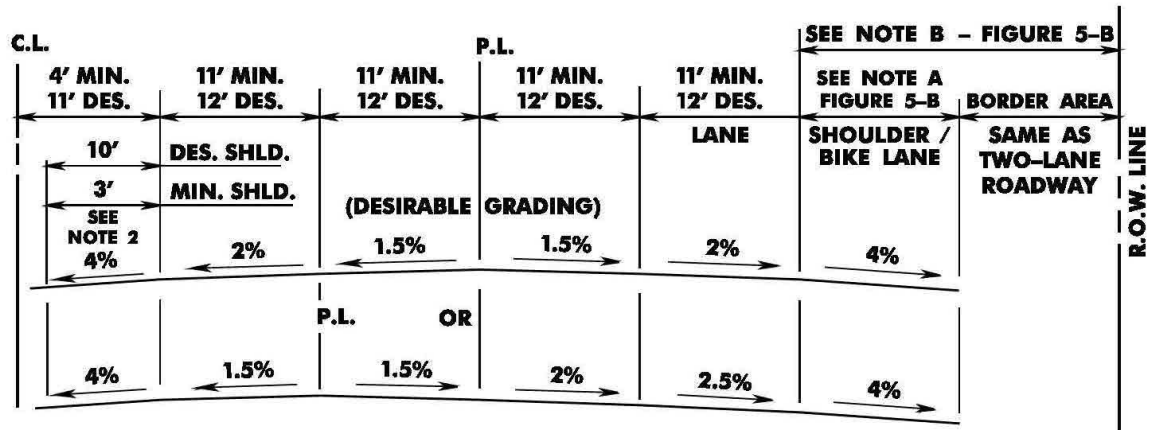 SEE NOTE B – FIGURE 5–B
C.L.
P.L.
4' MIN.
11' DES.
11' MIN.
12' DES.
11' MIN.
12' DES.
11' MIN.
12' DES.
11' MIN.
12' DES.
LANE
SEE NOTE A
FIGURE 5–B
SHOULDER /
BIKE LANE
BORDER AREA
SAME AS
TWO–LANE
ROADWAY
R.O.W. LINE
10'
DES. SHLD.
3'
MIN. SHLD.
SEE
NOTE 2
(DESIRABLE GRADING)
4%
2%
1.5%
1.5%
2%
4%
P.L.
OR
4%
1.5%
1.5%
2%
2.5%
4%